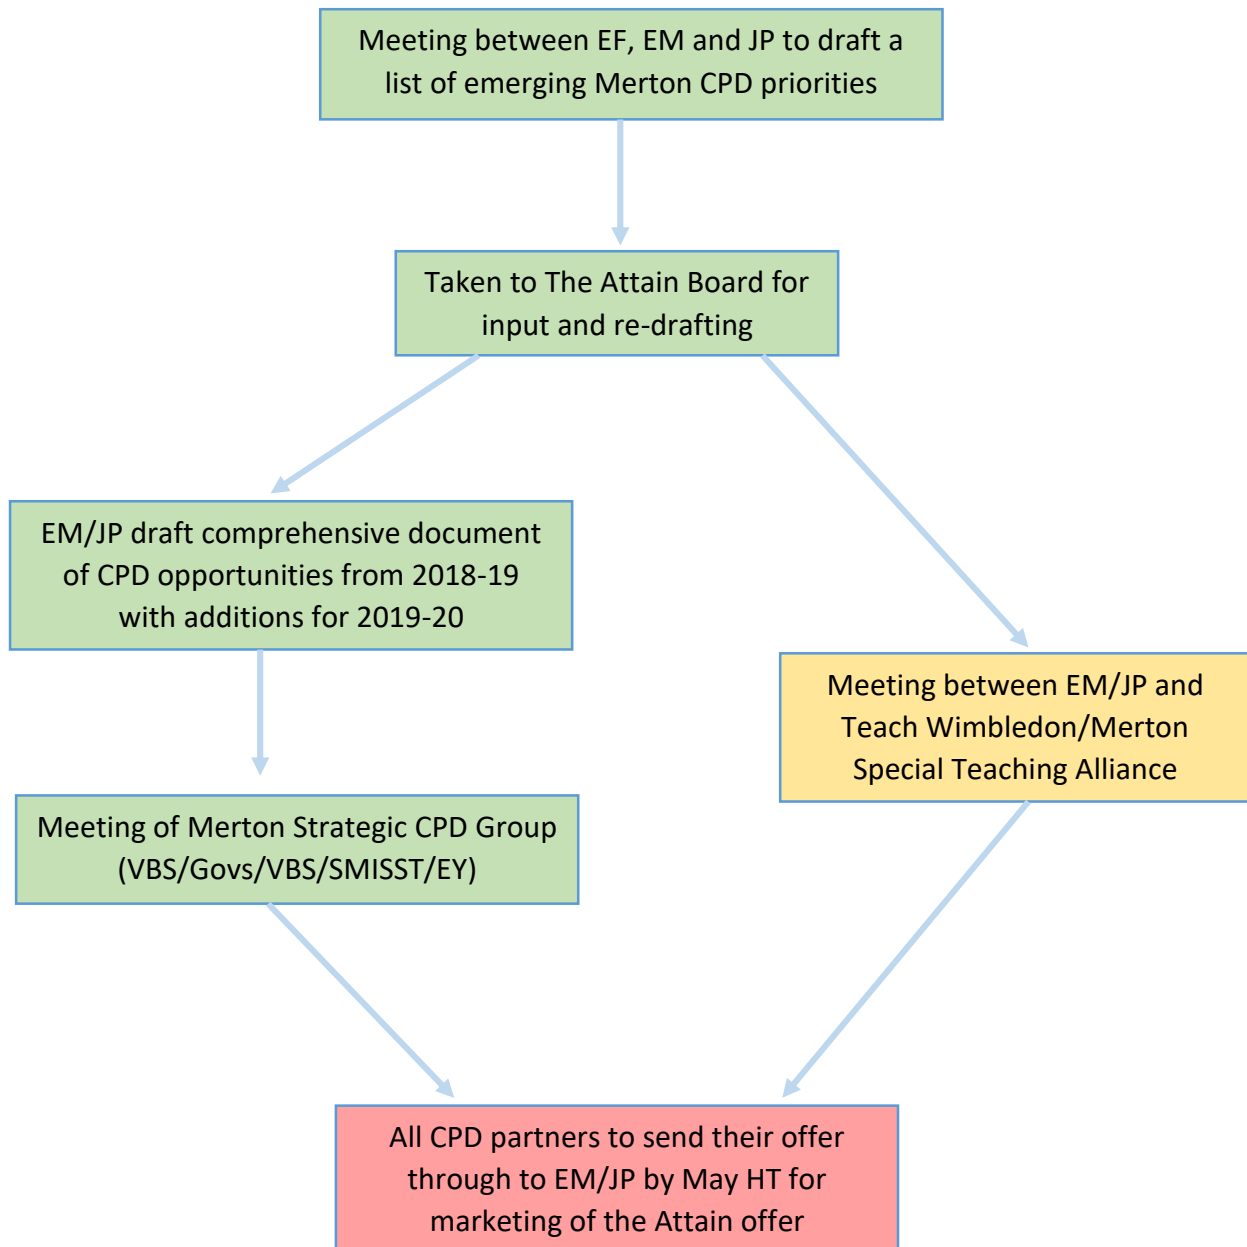 Meeting between EF, EM and JP to draft a
list of emerging Merton CPD priorities
Taken to The Attain Board for
input and re-drafting
EM/JP draft comprehensive document
of CPD opportunities from 2018-19
with additions for 2019-20
Meeting between EM/JP and
Teach Wimbledon/Merton
Special Teaching Alliance
Meeting of Merton Strategic CPD Group
(VBS/Govs/VBS/SMISST/EY)
All CPD partners to send their offer
through to EM/JP by May HT for
marketing of the Attain offer